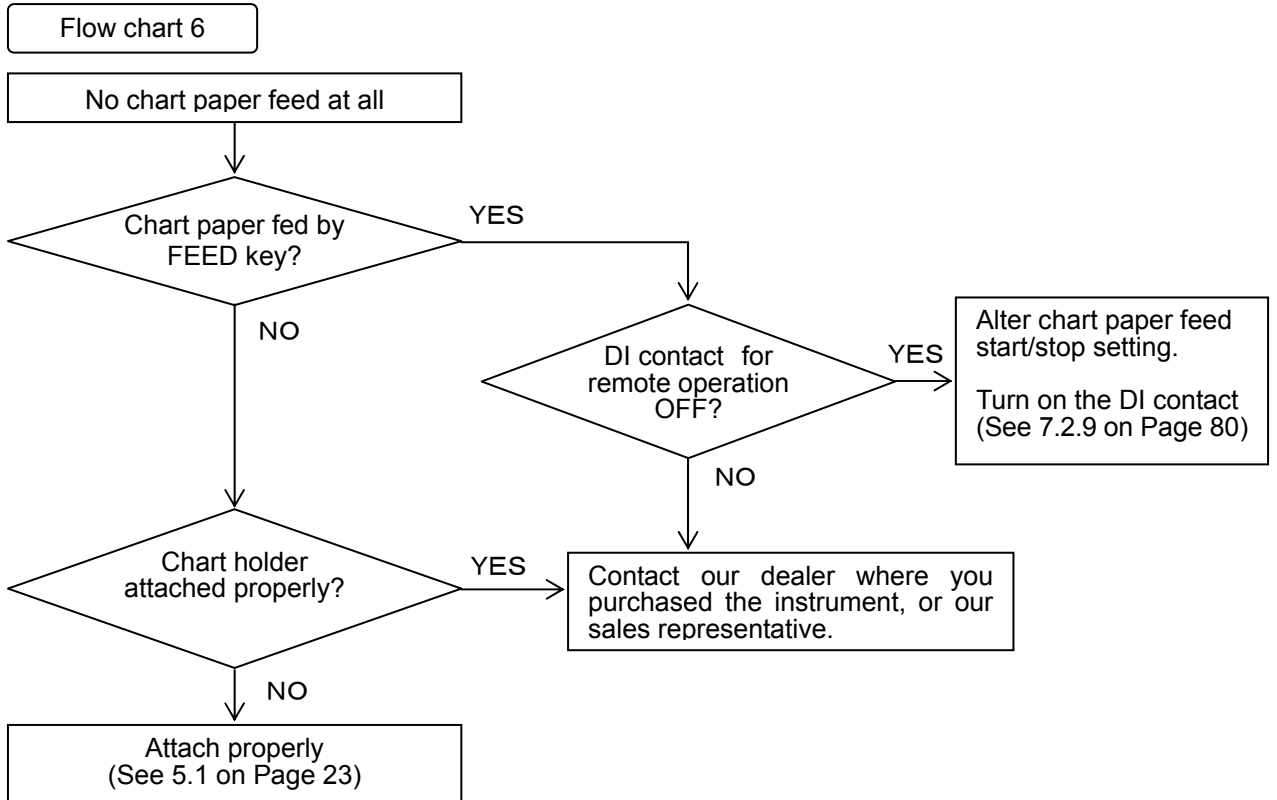 Flow chart 6
No chart paper feed at all
Chart paper fed by
FEED key?
YES
NO
DI contact for
remote operation
OFF?
YES
Alter chart paper feed
start/stop setting.
Turn on the DI contact
(See 7.2.9 on Page 80)
NO
Chart holder
attached properly?
YES
Contact our dealer where you
purchased the instrument, or our
sales representative.
NO
Attach properly
(See 5.1 on Page 23)